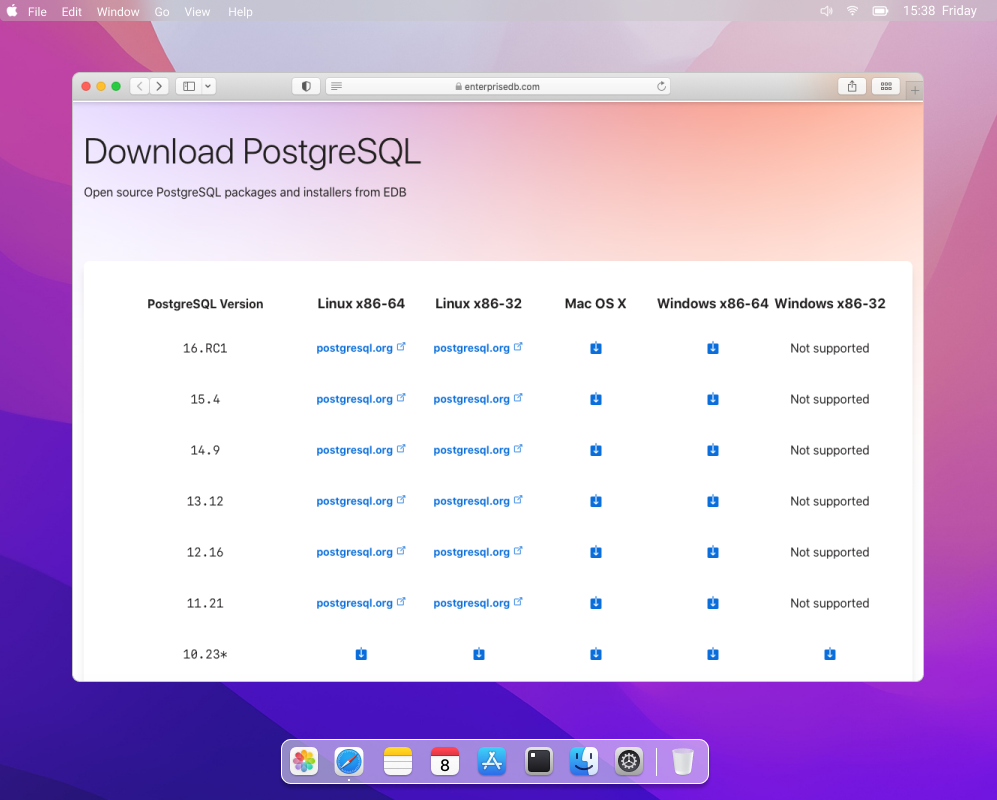 File Edit Window Go View Help 15:38 Friday
enterprisedb.com
Download PostgreSQL
Open source PostgreSQL packages and installers from EDB
PostgreSQL Version Linux x86-64 Linux x86-32 Mac OS X Windows x86-64 Windows x86-32
16.RC1 postgresql.org postgresql.org Not supported
15.4 postgresql.org postgresql.org Not supported
14.9 postgresql.org postgresql.org Not supported
13.12 postgresql.org postgresql.org Not supported
12.16 postgresql.org postgresql.org Not supported
11.21 postgresql.org postgresql.org Not supported
10.23*
8